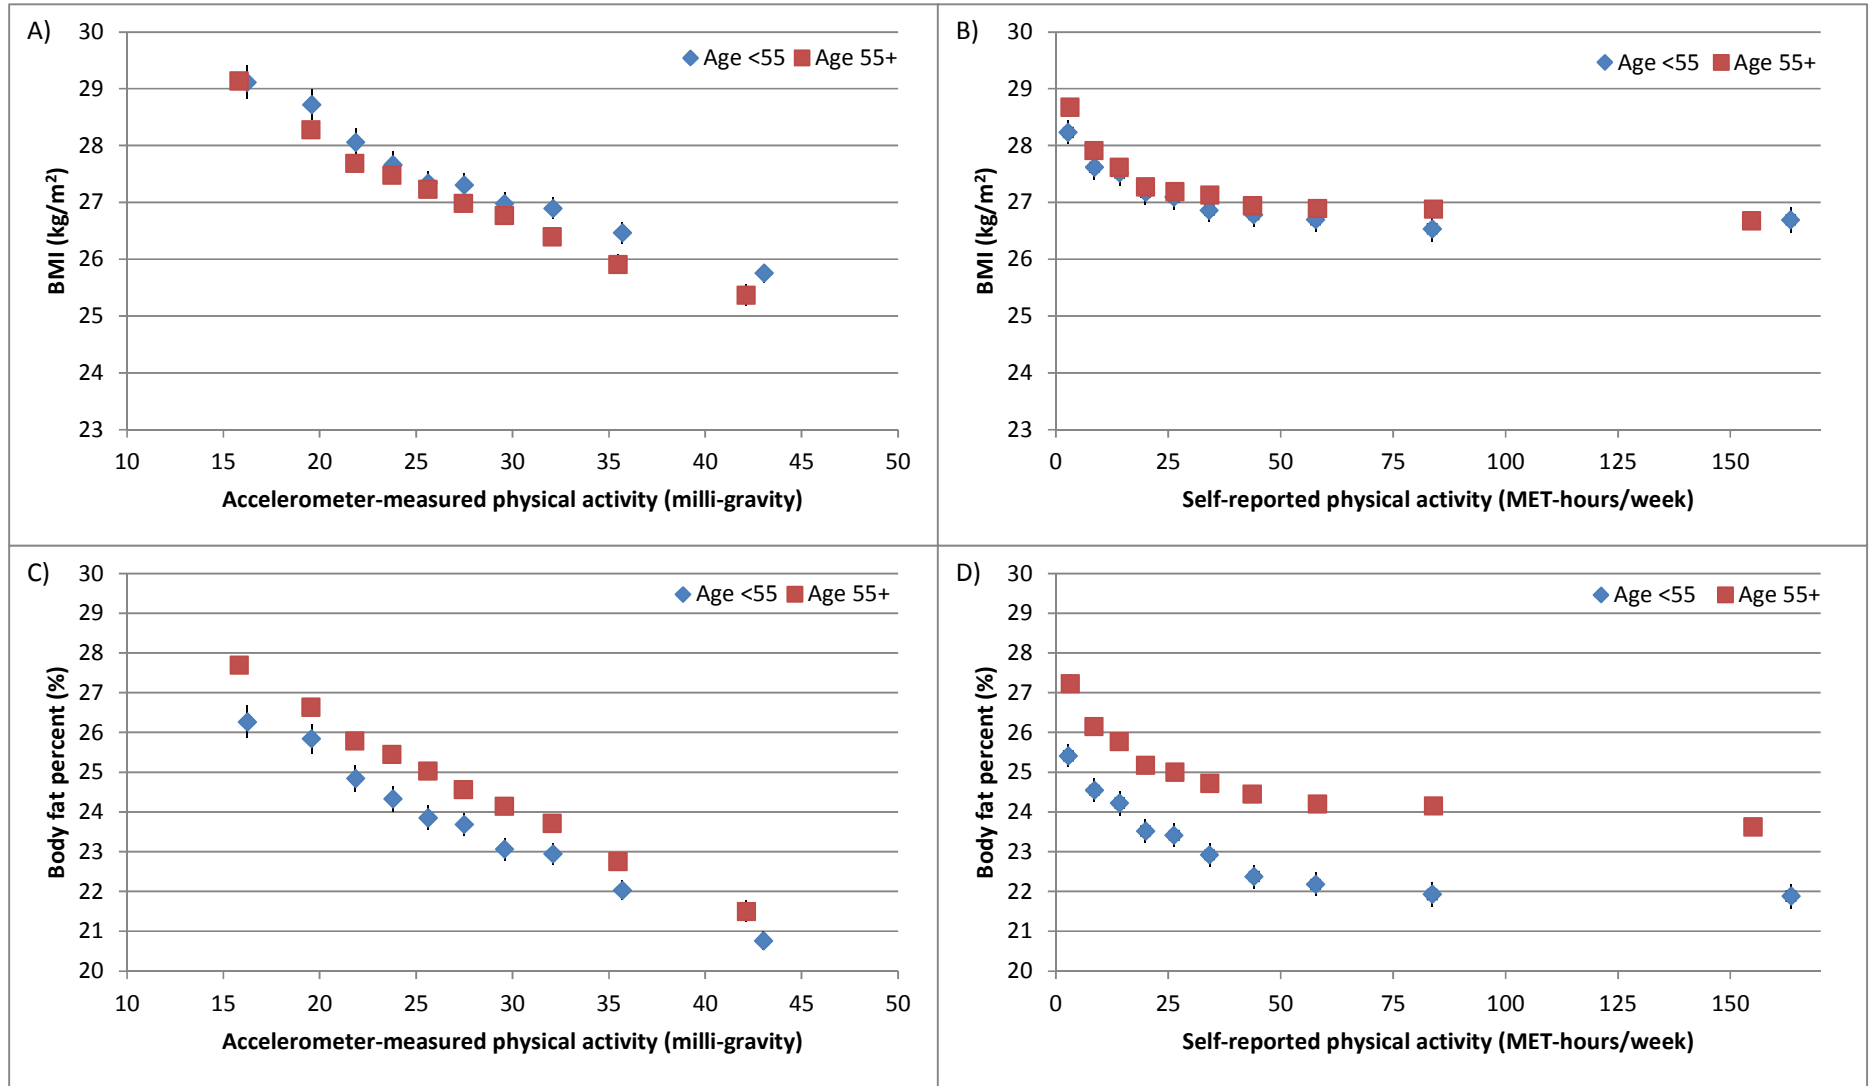 A)
Age <55 Age 55+
30
29
28
27
26
25
24
23
BMI (kg/m²)
10 15 20 25 30 35 40 45 50
Accelerometer-measured physical activity (milli-gravity)
B)
Age <55 Age 55+
30
29
28
27
26
25
24
23
BMI (kg/m²)
0 25 50 75 100 125 150
Self-reported physical activity (MET-hours/week)
C)
Age <55 Age 55+
30
29
28
27
26
25
24
23
22
21
20
Body fat percent (%)
10 15 20 25 30 35 40 45 50
Accelerometer-measured physical activity (milli-gravity)
D)
Age <55 Age 55+
30
29
28
27
26
25
24
23
22
21
20
Body fat percent (%)
0 25 50 75 100 125 150
Self-reported physical activity (MET-hours/week)